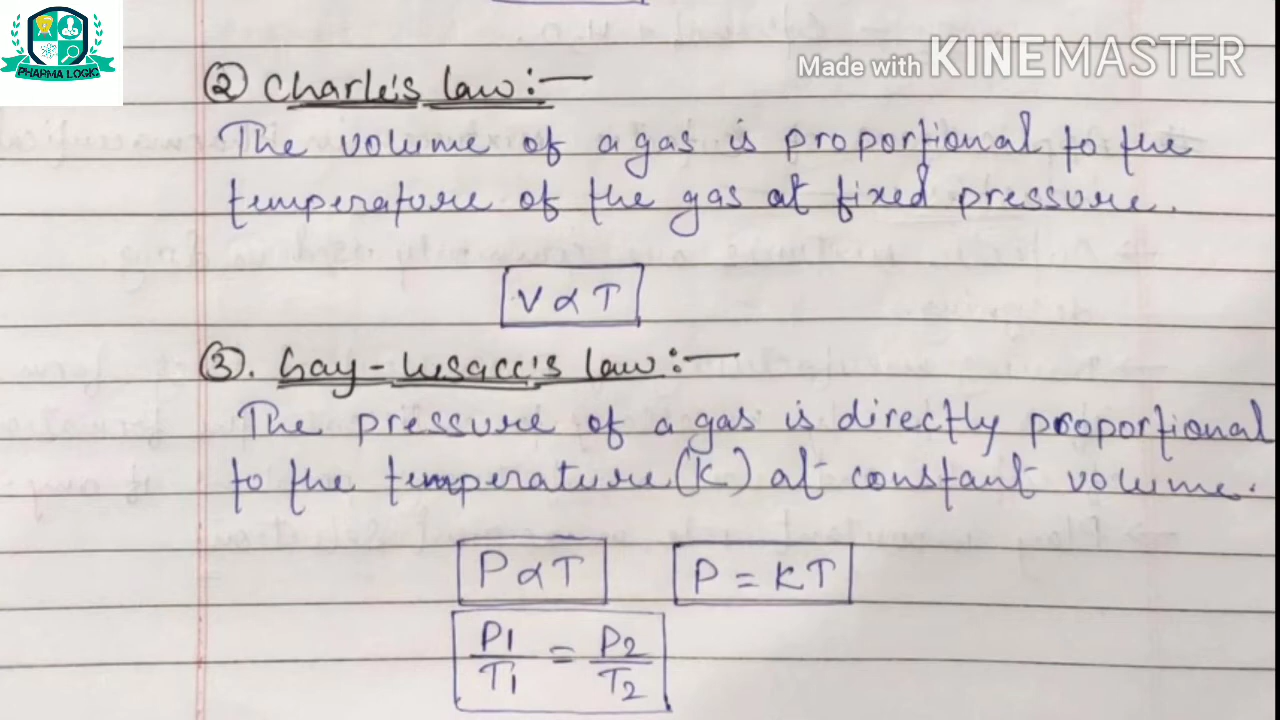 PHARMA LOGIC
Made with KINEMASTER
② Charle's law:—
The volume of a gas is proportional to the
temperature of the gas at fixed pressure.
V ∝ T
③. Gay-lusacc's law:—
The pressure of a gas is directly proportional
to the temperature (K) at constant volume.
P ∝ T    P = KT
P1/T1 = P2/T2